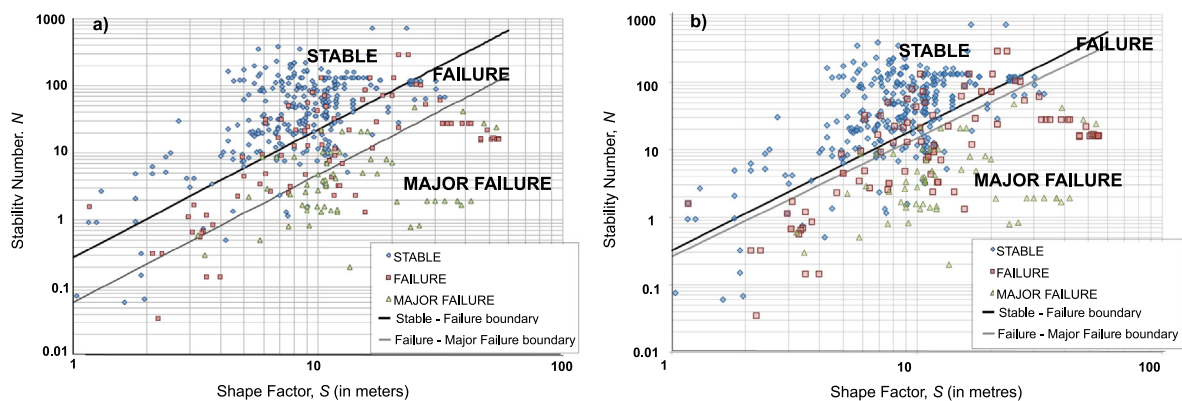 a)
1000
100
10
1
0.1
0.01
Stability Number. N
STABLE
FAILURE
MAJOR FAILURE
STABLE
FAILURE
MAJOR FAILURE
Stable - Failure boundary
Failure - Major Failure boundary
1
10
100
Shape Factor, S (in meters)
b)
1000
100
10
1
0.1
0.01
Stability Number, N
STABLE
FAILURE
MAJOR FAILURE
STABLE
FAILURE
MAJOR FAILURE
Stable - Failure boundary
Failure - Major Failure boundary
1
10
100
Shape Factor, S (in metres)